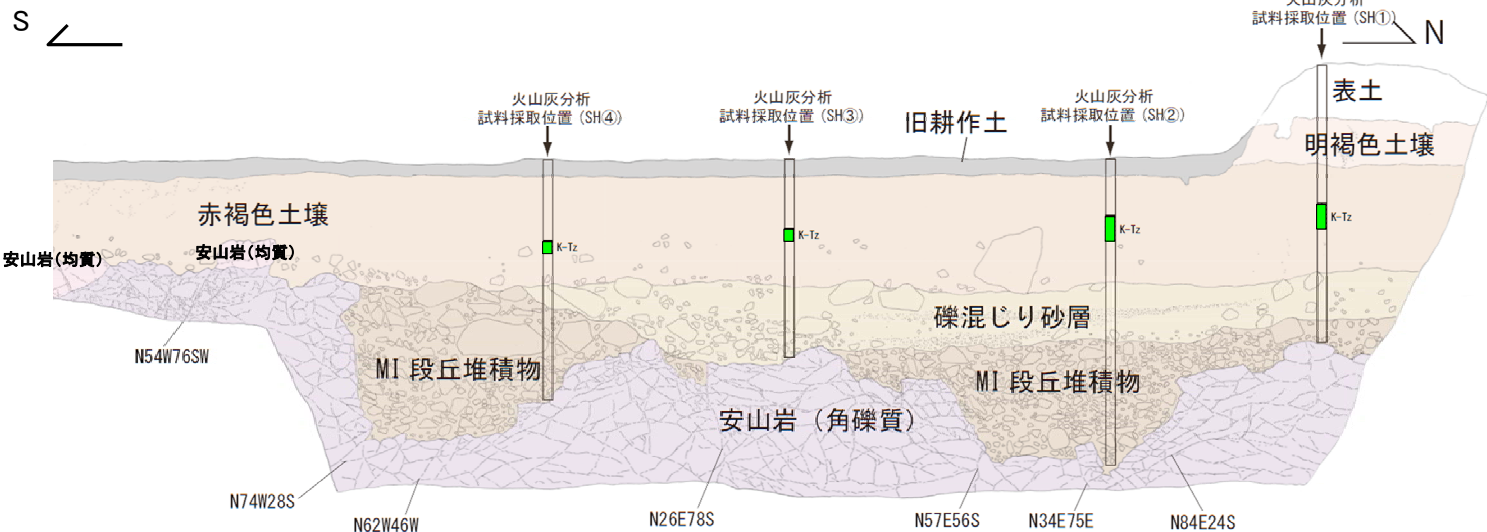 S
N
火山灰分析
試料採取位置 (SH①)
火山灰分析
試料採取位置 (SH④)
火山灰分析
試料採取位置 (SH③)
旧耕作土
火山灰分析
試料採取位置 (SH②)
表土
明褐色土壌
赤褐色土壌
安山岩(均質)
安山岩(均質)
K-Tz
K-Tz
K-Tz
K-Tz
礫混じり砂層
N54W76SW
MⅠ段丘堆積物
MⅠ段丘堆積物
安山岩（角礫質）
N74W28S
N62W46W
N26E78S
N57E56S
N34E75E
N84E24S